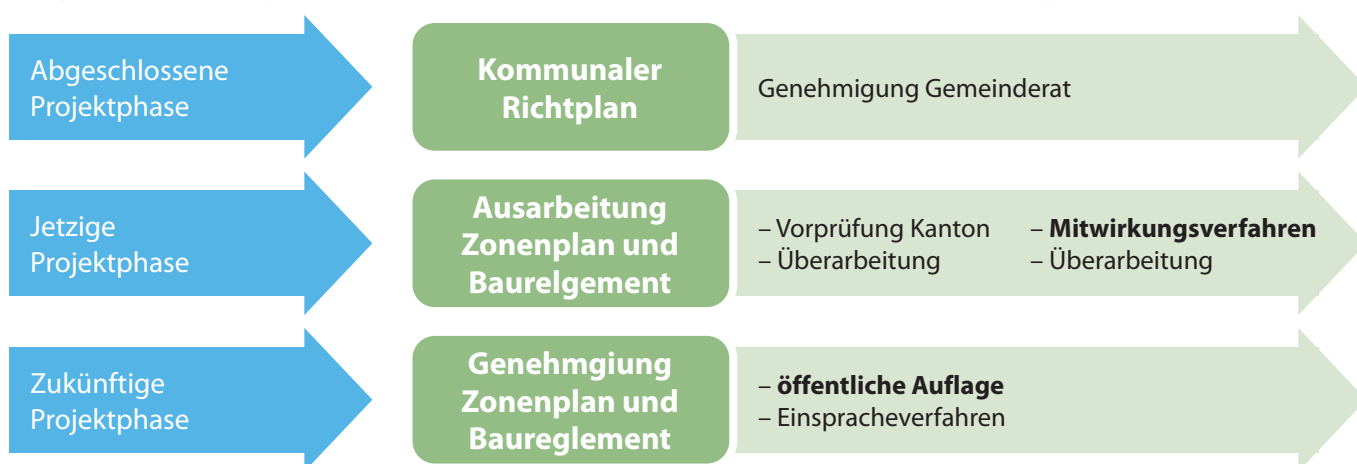 Abgeschlossene
Projektphase
Kommunaler
Richtplan
Genehmigung Gemeinderat
Jetzige
Projektphase
Ausarbeitung
Zonenplan und
Baurelgement
– Vorprüfung Kanton
– Überarbeitung
– Mitwirkungsverfahren
– Überarbeitung
Zukünftige
Projektphase
Genehmgiung
Zonenplan und
Baureglement
– öffentliche Auflage
– Einspracheverfahren